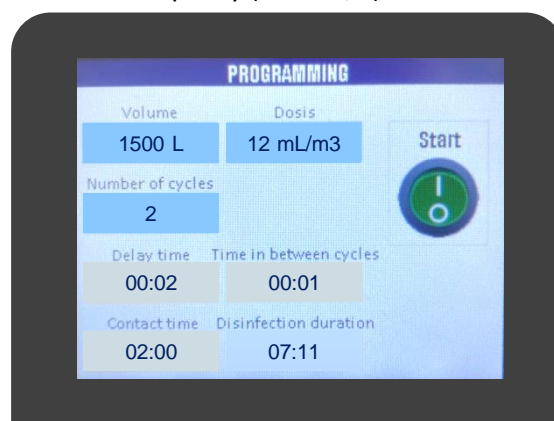 PROGRAMMING
Volume Dosis
1500 L 12 mL/m3
Start
Number of cycles
2
Delay time Time in between cycles
00:02 00:01
Contact time Disinfection duration
02:00 07:11